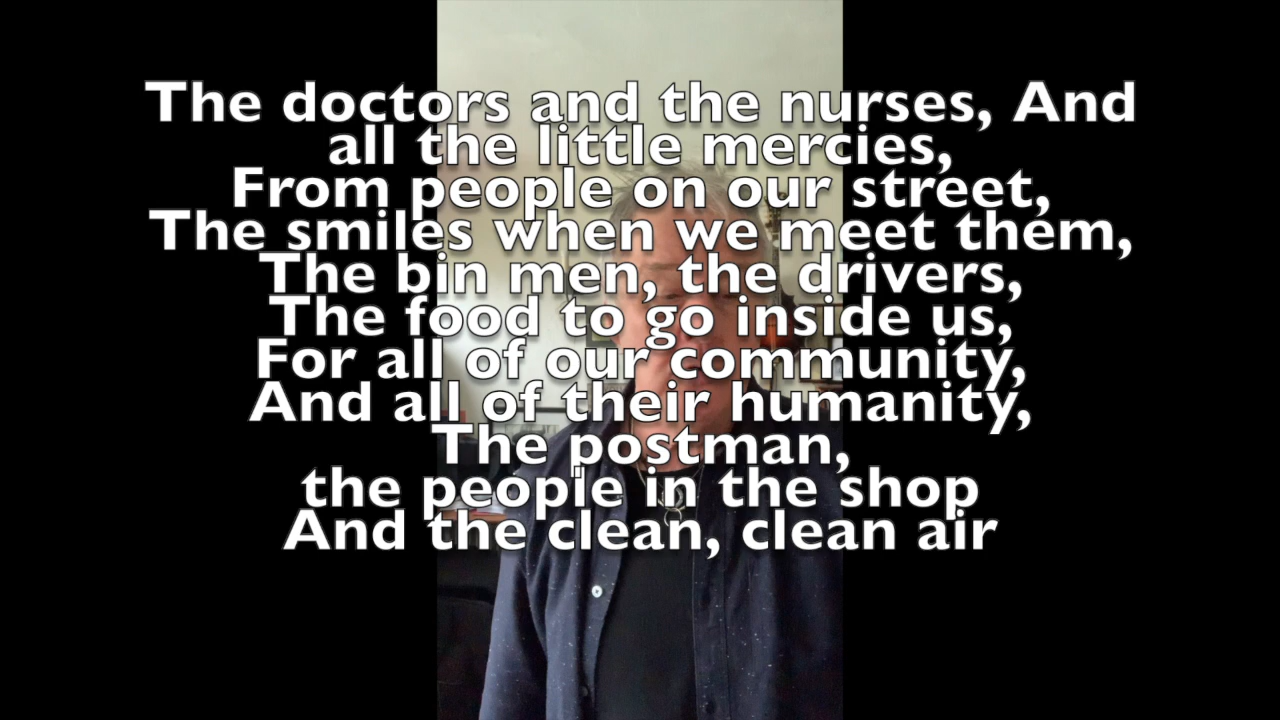 The doctors and the nurses, And
all the little mercies,
From people on our street,
The smiles when we meet them,
The bin men, the drivers,
The food to go inside us,
For all of our community,
And all of their humanity,
The postman,
the people in the shop
And the clean, clean air